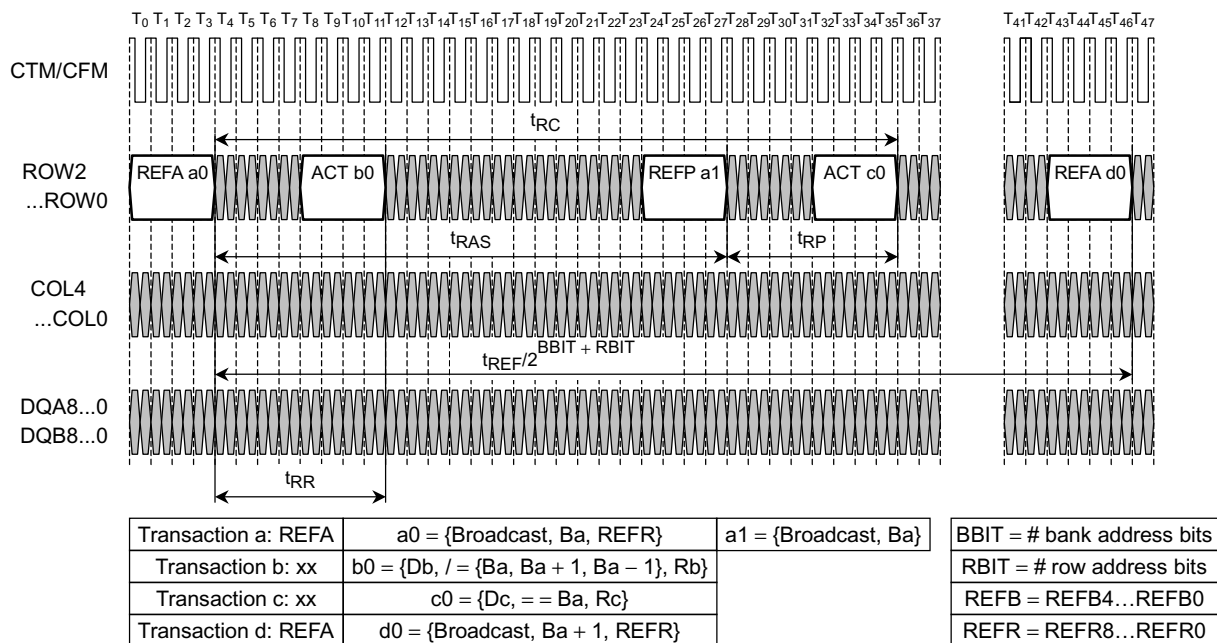 T0 T1 T2 T3 T4 T5 T6 T7 T8 T9 T10 T11 T12 T13 T14 T15 T16 T17 T18 T19 T20 T21 T22 T23 T24 T25 T26 T27 T28 T29 T30 T31 T32 T33 T34 T35 T36 T37 T41 T42 T43 T44 T45 T46 T47
CTM/CFM
tRC
ROW2
...ROW0
REFA a0 ACT b0 REFP a1 ACT c0 REFA d0
tRAS tRP
COL4
...COL0
tREF/2BBIT + RBIT
DQA8...0
DQB8...0
tRR
Transaction a: REFA a0 = {Broadcast, Ba, REFR} a1 = {Broadcast, Ba} BBIT = # bank address bits
Transaction b: xx b0 = {Db, / = {Ba, Ba + 1, Ba − 1}, Rb} RBIT = # row address bits
Transaction c: xx c0 = {Dc, = = Ba, Rc} REFB = REFB4...REFB0
Transaction d: REFA d0 = {Broadcast, Ba + 1, REFR} REFR = REFR8...REFR0